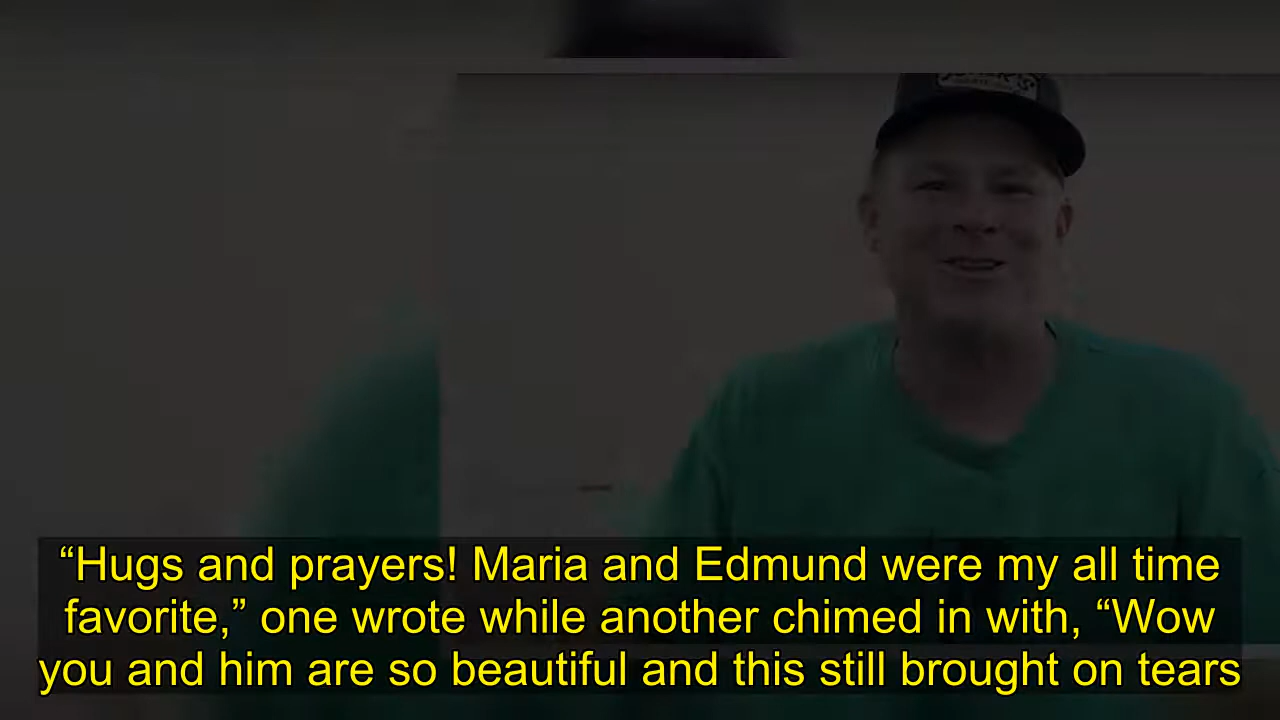 “Hugs and prayers! Maria and Edmund were my all time
favorite,” one wrote while another chimed in with, “Wow
you and him are so beautiful and this still brought on tears